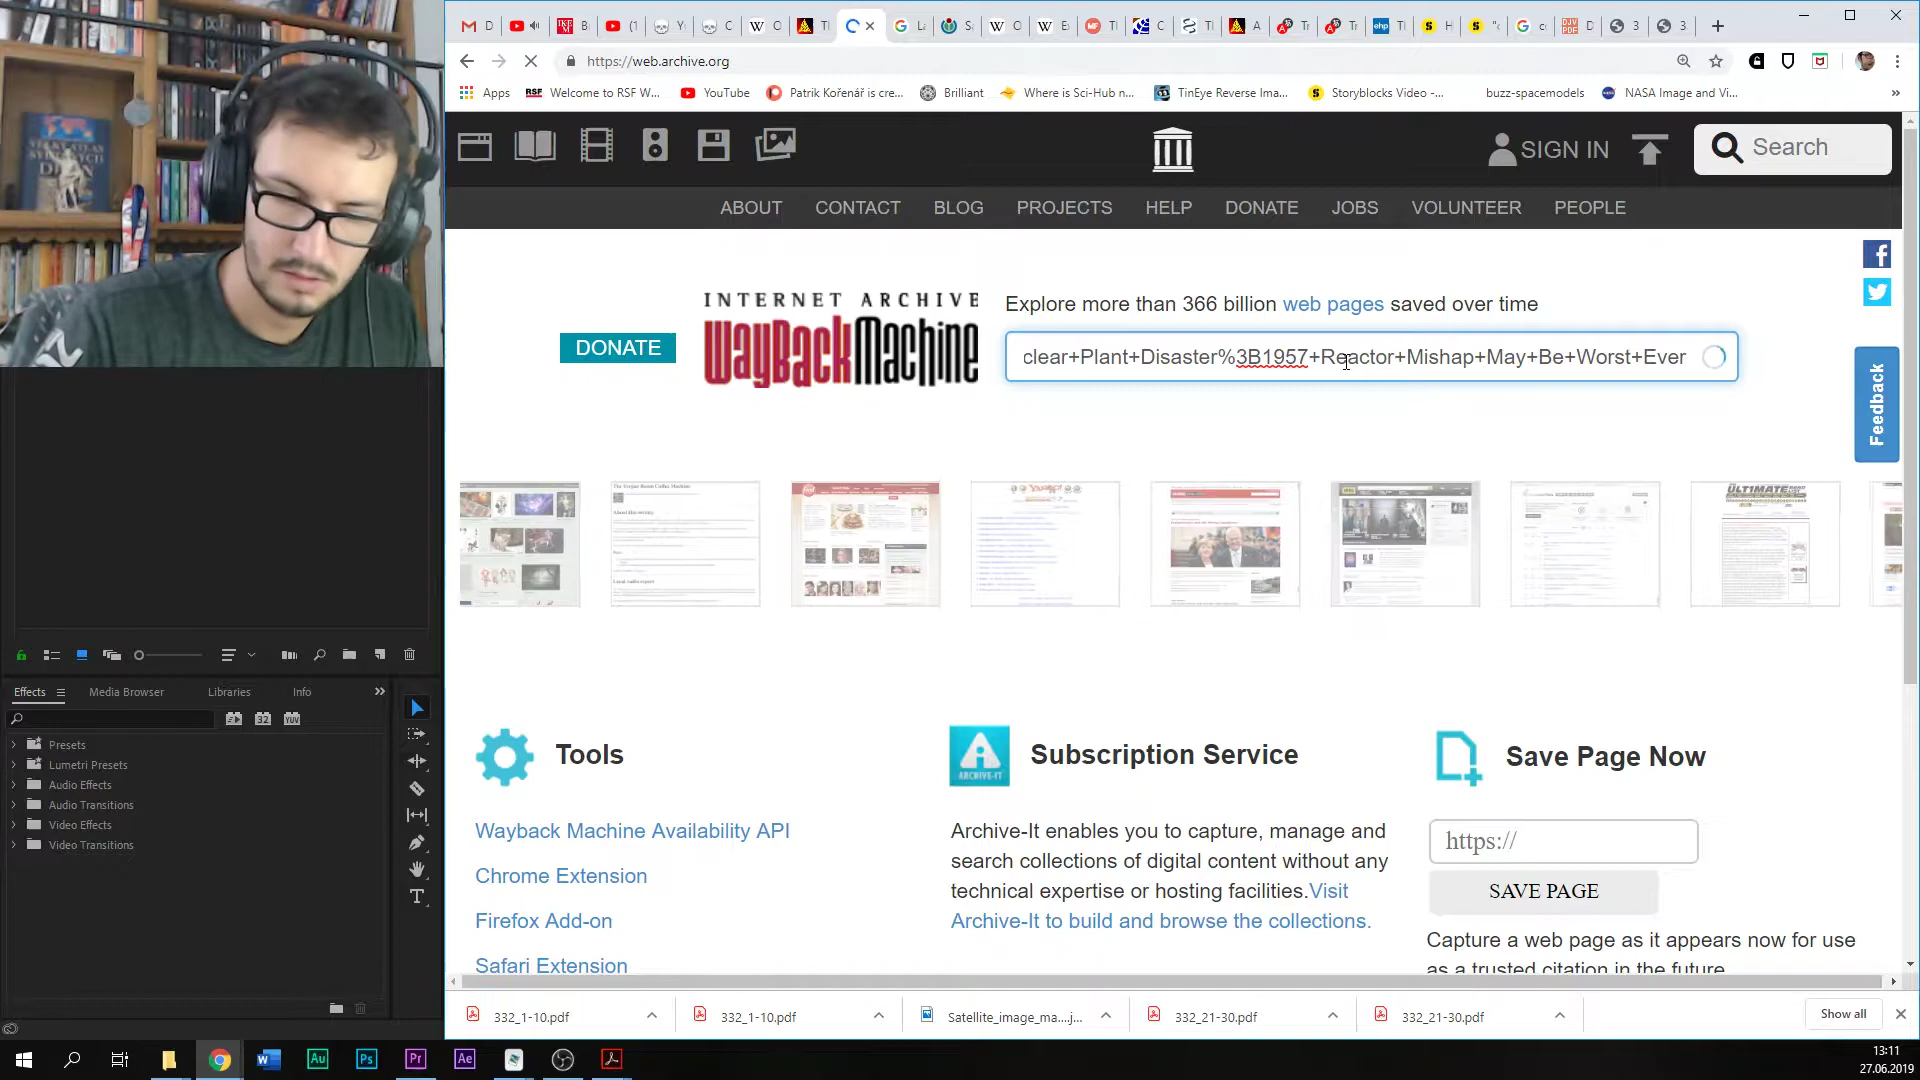 https://web.archive.org
Apps
Welcome to RSF W...
YouTube
Patrik Kořenář is cre...
Brilliant
Where is Sci-Hub n...
TinEye Reverse Ima...
Storyblocks Video -...
buzz-spacemodels
NASA Image and Vi...
»
SIGN IN
Search
ABOUT
CONTACT
BLOG
PROJECTS
HELP
DONATE
JOBS
VOLUNTEER
PEOPLE
INTERNET ARCHIVE
WayBackMachine
DONATE
Explore more than 366 billion web pages saved over time
clear+Plant+Disaster%3B1957+Reactor+Mishap+May+Be+Worst+Ever
Feedback
Tools
Wayback Machine Availability API
Chrome Extension
Firefox Add-on
Safari Extension
Subscription Service
ARCHIVE-IT
Archive-It enables you to capture, manage and
search collections of digital content without any
technical expertise or hosting facilities.Visit
Archive-It to build and browse the collections.
Save Page Now
https://
SAVE PAGE
Capture a web page as it appears now for use
as a trusted citation in the future.
Effects
Media Browser
Libraries
Info
»
32
YUV
Presets
Lumetri Presets
Audio Effects
Audio Transitions
Video Effects
Video Transitions
332_1-10.pdf
332_1-10.pdf
Satellite_image_ma....j...
332_21-30.pdf
332_21-30.pdf
Show all
Au
Ps
Pr
Ae
13:11
27.06.2019